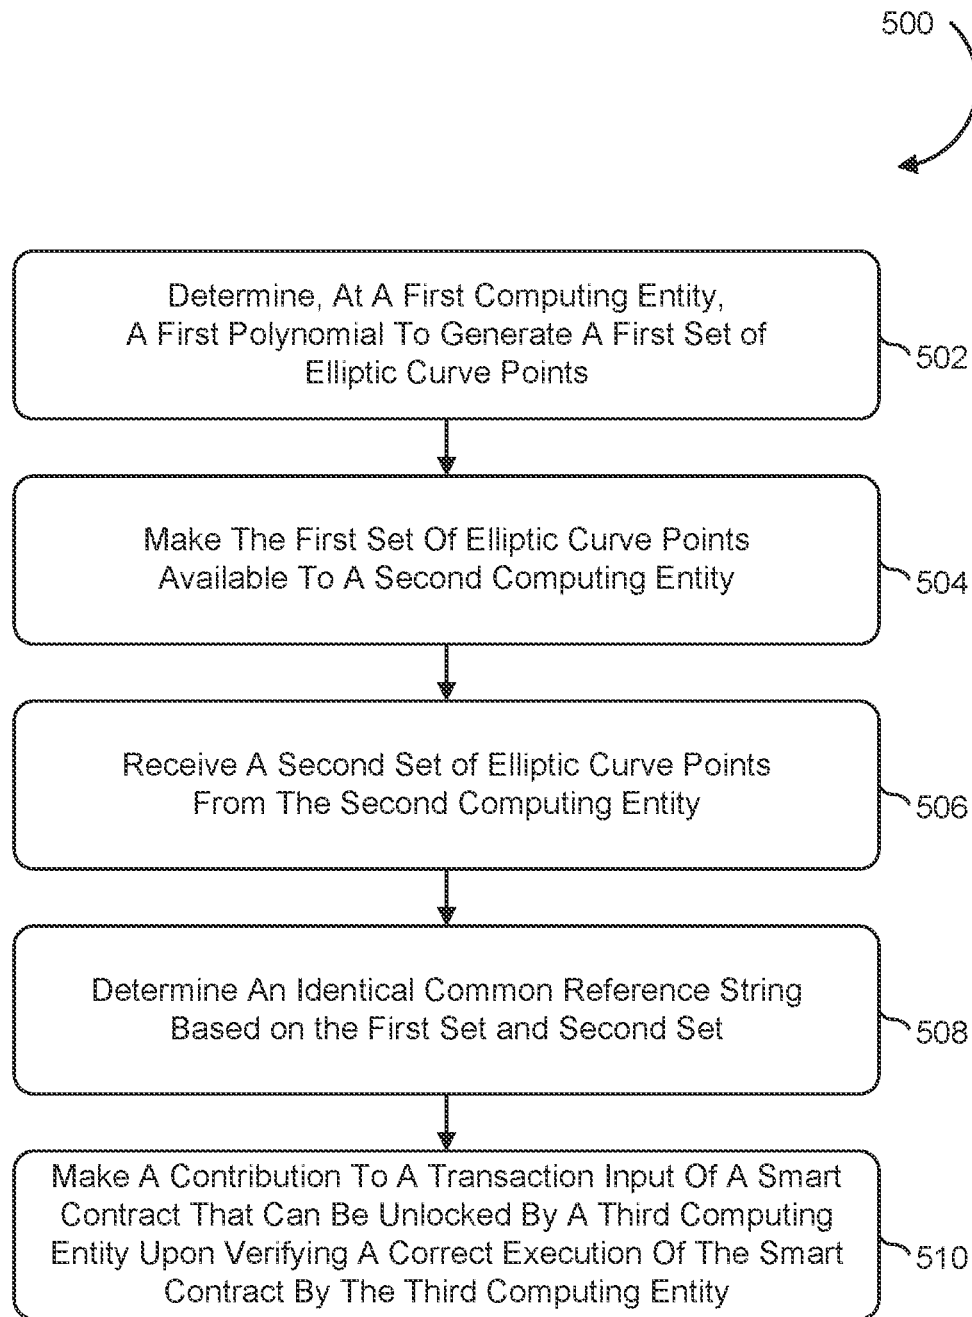 500
Determine, At A First Computing Entity,
A First Polynomial To Generate A First Set of
Elliptic Curve Points
502
Make The First Set Of Elliptic Curve Points
Available To A Second Computing Entity
504
Receive A Second Set of Elliptic Curve Points
From The Second Computing Entity
506
Determine An Identical Common Reference String
Based on the First Set and Second Set
508
Make A Contribution To A Transaction Input Of A Smart
Contract That Can Be Unlocked By A Third Computing
Entity Upon Verifying A Correct Execution Of The Smart
Contract By The Third Computing Entity
510